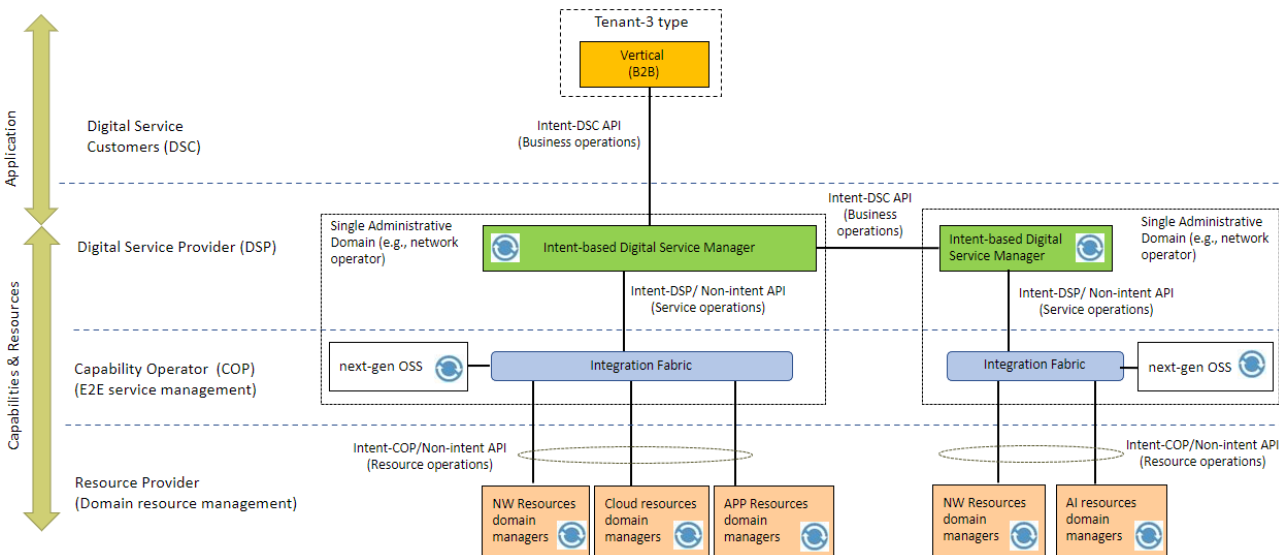 Tenant-3 type
Vertical
(B2B)
Application
Digital Service
Customers (DSC)
Intent-DSC API
(Business operations)
Intent-DSC API
(Business
operations)
Capabilities & Resources
Digital Service Provider (DSP)
Single Administrative
Domain (e.g., network
operator)
Intent-based Digital Service Manager
Intent-based Digital
Service Manager
Single Administrative
Domain (e.g., network
operator)
Intent-DSP/ Non-intent API
(Service operations)
Intent-DSP/ Non-intent API
(Service operations)
Capability Operator (COP)
(E2E service management)
next-gen OSS
Integration Fabric
Integration Fabric
next-gen OSS
Intent-COP/Non-intent API
(Resource operations)
Intent-COP/Non-intent API
(Resource operations)
Resource Provider
(Domain resource management)
NW Resources
domain
managers
Cloud resources
domain
managers
APP Resources
domain
managers
NW Resources
domain
managers
AI resources
domain
managers